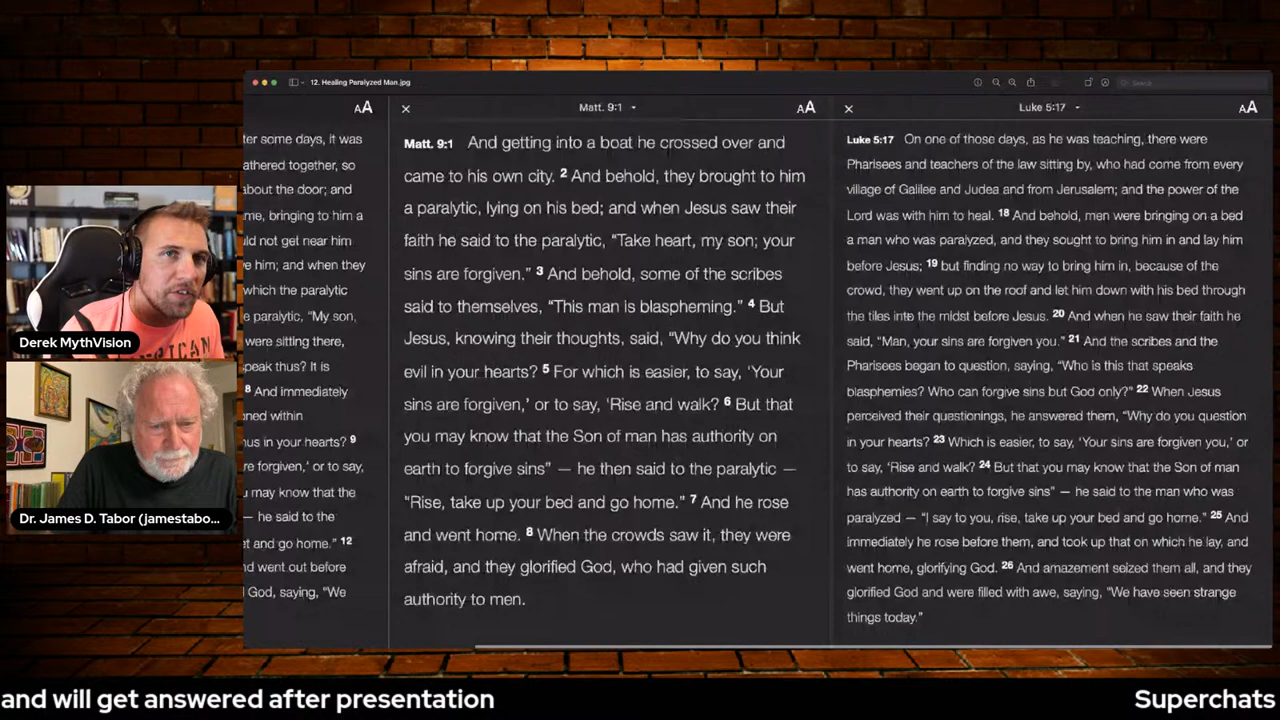 12. Healing Paralyzed Man.jpg
Search
AA
ter some days, it was
athered together, so
about the door; and
me, bringing to him a
uld not get near him
e him; and when they
which the paralytic
e paralytic, "My son,
were sitting there,
peak thus? It is
8 And immediately
ned within
hus in your hearts? 9
re forgiven,' or to say,
u may know that the
— he said to the
t and go home." 12
d went out before
God, saying, "We
Matt. 9:1
AA
Matt. 9:1 And getting into a boat he crossed over and
came to his own city. 2 And behold, they brought to him
a paralytic, lying on his bed; and when Jesus saw their
faith he said to the paralytic, “Take heart, my son; your
sins are forgiven.” 3 And behold, some of the scribes
said to themselves, “This man is blaspheming.” 4 But
Jesus, knowing their thoughts, said, “Why do you think
evil in your hearts? 5 For which is easier, to say, ‘Your
sins are forgiven,’ or to say, ‘Rise and walk? 6 But that
you may know that the Son of man has authority on
earth to forgive sins” — he then said to the paralytic —
“Rise, take up your bed and go home.” 7 And he rose
and went home. 8 When the crowds saw it, they were
afraid, and they glorified God, who had given such
authority to men.
Luke 5:17
AA
Luke 5:17 On one of those days, as he was teaching, there were
Pharisees and teachers of the law sitting by, who had come from every
village of Galilee and Judea and from Jerusalem; and the power of the
Lord was with him to heal. 18 And behold, men were bringing on a bed
a man who was paralyzed, and they sought to bring him in and lay him
before Jesus; 19 but finding no way to bring him in, because of the
crowd, they went up on the roof and let him down with his bed through
the tiles into the midst before Jesus. 20 And when he saw their faith he
said, “Man, your sins are forgiven you.” 21 And the scribes and the
Pharisees began to question, saying, “Who is this that speaks
blasphemies? Who can forgive sins but God only?” 22 When Jesus
perceived their questionings, he answered them, “Why do you question
in your hearts? 23 Which is easier, to say, ‘Your sins are forgiven you,’ or
to say, ‘Rise and walk? 24 But that you may know that the Son of man
has authority on earth to forgive sins” — he said to the man who was
paralyzed — “I say to you, rise, take up your bed and go home.” 25 And
immediately he rose before them, and took up that on which he lay, and
went home, glorifying God. 26 And amazement seized them all, and they
glorified God and were filled with awe, saying, “We have seen strange
things today.”
Derek MythVision
Dr. James D. Tabor (jamestabo...
and will get answered after presentation
Superchats